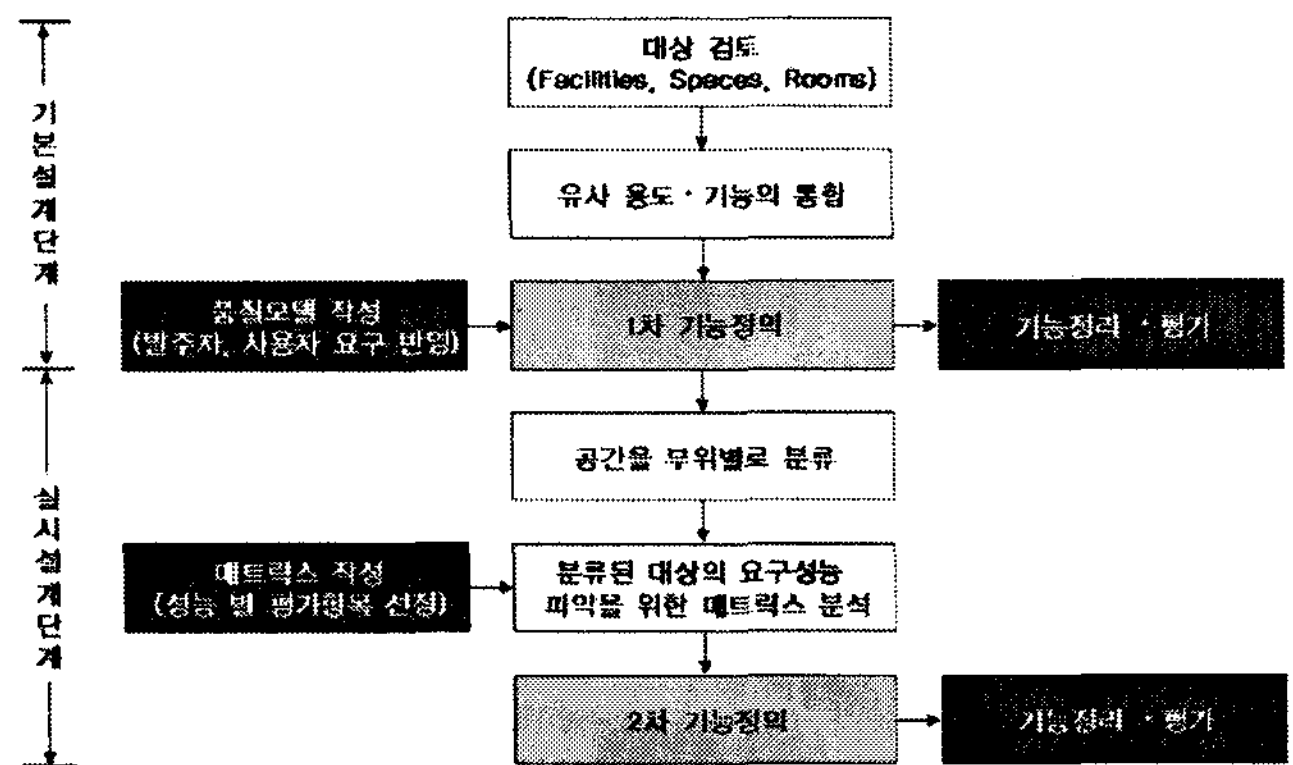 기본설계단계
대상 검토
(Facilities, Spaces, Rooms)
유사 용도 · 기능의 통합
품질모델 작성
(발주자, 사용자 요구 반영)
1차 기능정의
기능정리 · 평가
실시설계단계
공간을 부위별로 분류
매트릭스 작성
(성능 별 평가항목 선정)
분류된 대상의 요구성능
파악을 위한 매트릭스 분석
2차 기능정의
기능정리 · 평가